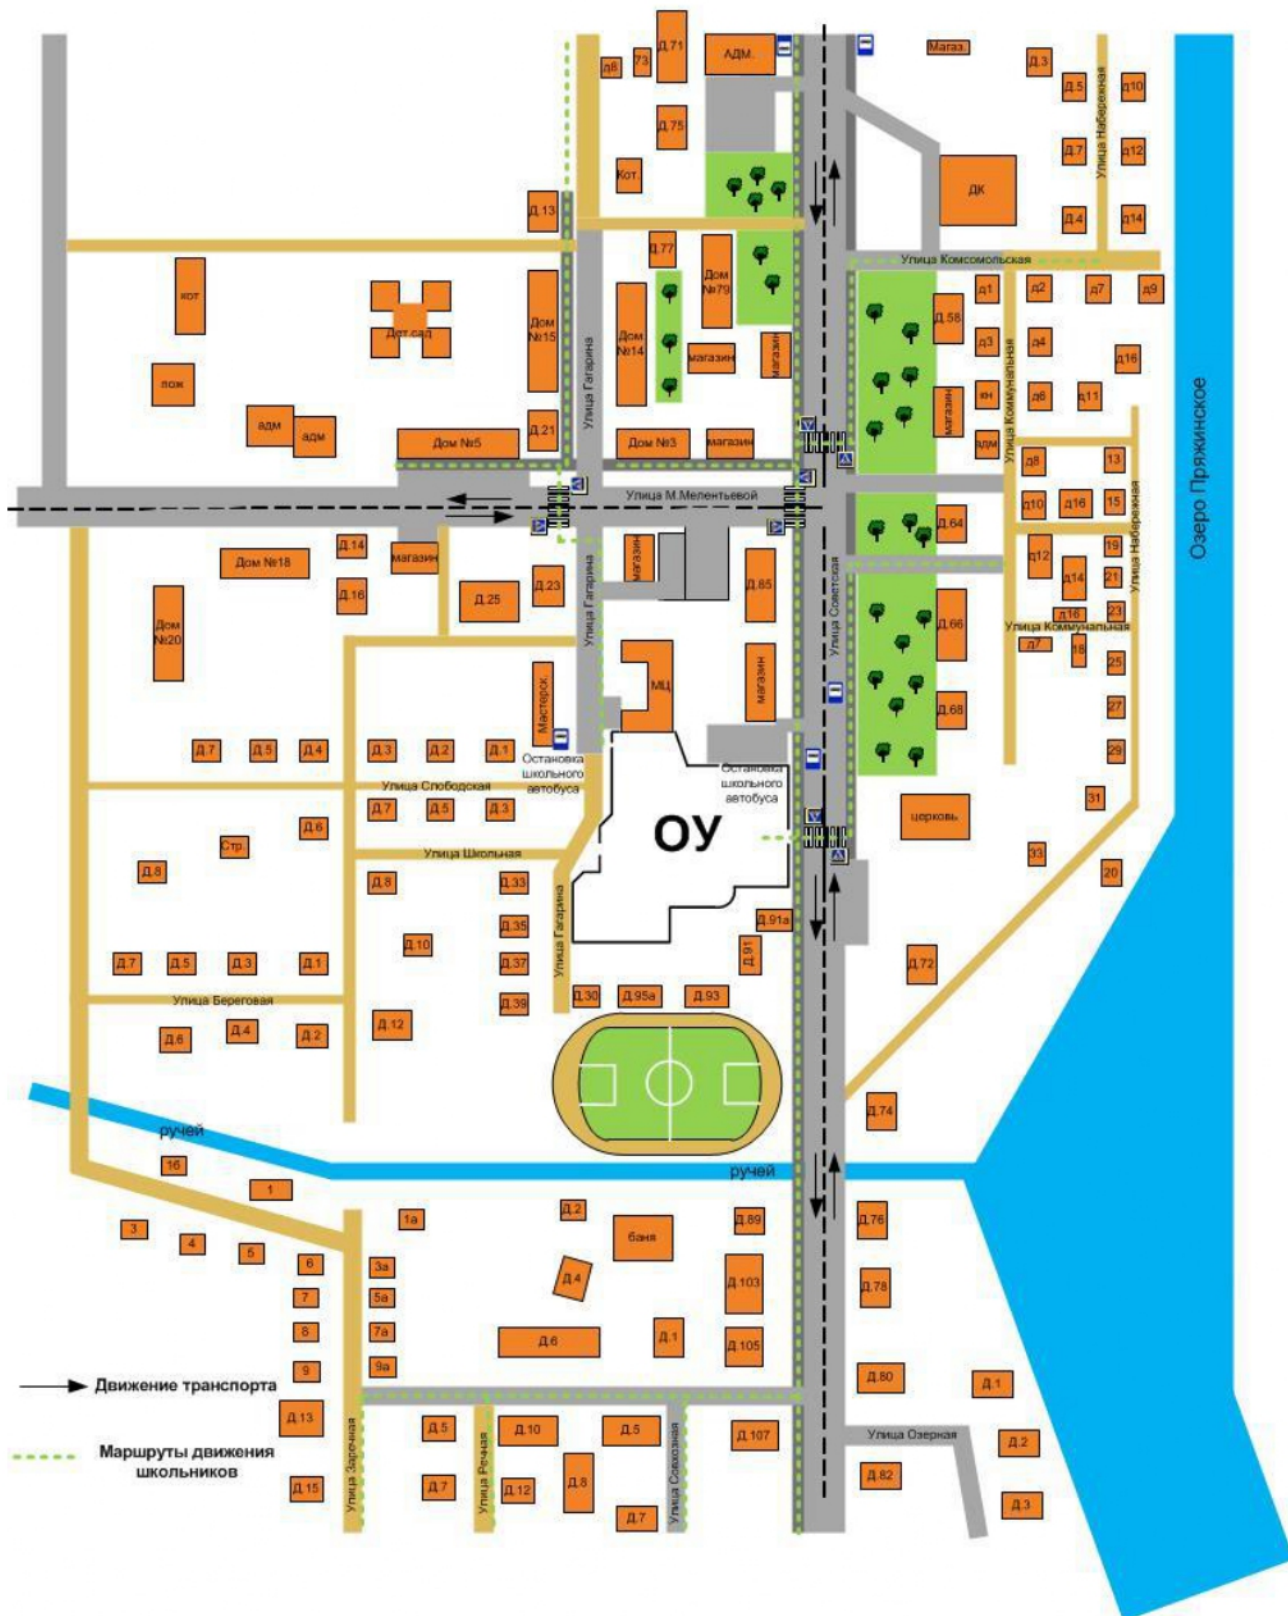 д8
73
Д.71
АДМ.
Магаз.
Д.3
Д.5
д10
Д.75
Кот.
Д.7
д12
Улица Набережная
ДК
Д.13
Д.4
д14
Д.77
Дом
№79
Улица Комсомольская
кот
Дет.сад
Дом
№15
Улица Гагарина
Дом
№14
магазин
магазин
Д.58
д1
д2
д7
д9
д3
д4
д16
Улица Коммунальная
пож
адм
адм
Дом №5
Д.21
Дом №3
магазин
магазин
кн
д6
д11
адм
Озеро Пряжинское
д8
13
Улица М.Мелентьевой
д10
д16
15
Улица Набережная
Д.64
Дом №18
Д.14
магазин
Д.16
Д.25
Д.23
Улица Гагарина
магазин
Д.85
Улица Советская
д12
19
д14
21
Дом
№20
Д.66
д16
23
Улица Коммунальная
д7
18
25
Мастерск.
МЦ
магазин
Д.68
27
Д.7
Д.5
Д.4
Д.3
Д.2
Д.1
29
Остановка
школьного
автобуса
Остановка
школьного
автобуса
Улица Слободская
Д.7
Д.5
Д.3
31
церковь
Д.6
Стр.
ОУ
Улица Школьная
33
Д.8
Д.8
Д.33
20
Д.10
Д.35
Улица Гагарина
Д.91а
Д.91
Д.7
Д.5
Д.3
Д.1
Д.37
Д.72
Улица Береговая
Д.39
Д.30
Д.95а
Д.93
Д.6
Д.4
Д.2
Д.12
Д.74
ручей
16
ручей
1
3
4
5
6
1а
Д.2
баня
Д.89
Д.76
3а
Д.4
Д.103
Д.78
7
5а
8
7а
Д.6
Д.1
Д.105
9
9а
Д.80
Д.1
Движение транспорта
Д.13
Улица Заречная
Д.5
Улица Речная
Д.10
Д.5
Улица Совхозная
Д.107
Улица Озерная
Д.2
Маршруты движения
школьников
Д.15
Д.7
Д.12
Д.8
Д.7
Д.82
Д.3